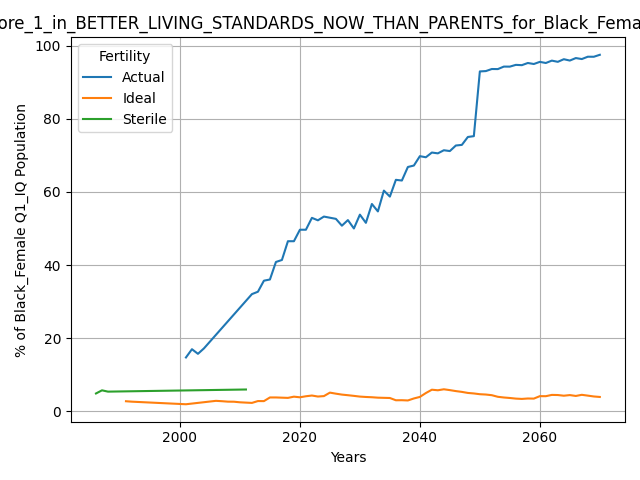 ore_1_in_BETTER_LIVING_STANDARDS_NOW_THAN_PARENTS_for_Black_Fema
Fertility
Actual
Ideal
Sterile
% of Black_Female Q1_IQ Population
100
80
60
40
20
0
2000
2020
2040
2060
Years